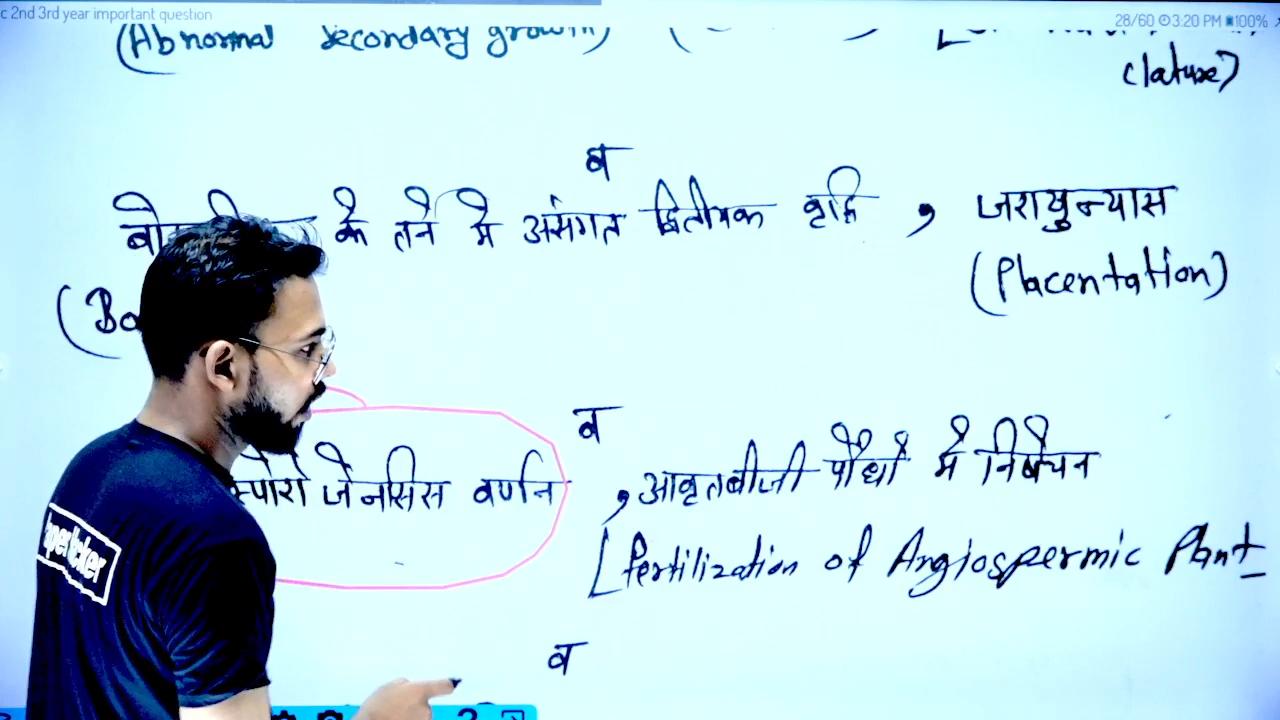 c 2nd 3rd year important question
28/60 3:20 PM 100%
(Abnormal secondary growth)
clature)
ब
के तने मे असंगत द्वितीयक वृद्धि , जरायुन्यास
(Placentation)
ब
स्पोरो जेनसिस वर्णन , आवृतबीजी पौधों मे निषेचन
[fertilization of Angiospermic Plant
ब